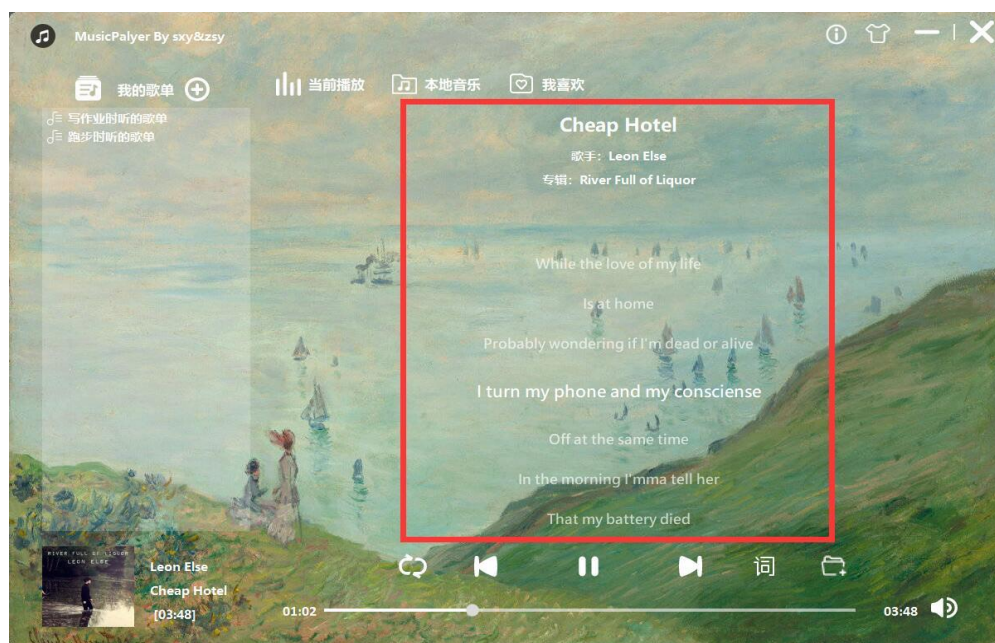 MusicPalyer By sxy&zsy
我的歌单
当前播放
本地音乐
我喜欢
写作业时听的歌单
跑步时听的歌单
Cheap Hotel
歌手：Leon Else
专辑：River Full of Liquor
While the love of my life
Is at home
Probably wondering if I'm dead or alive
I turn my phone and my consciense
Off at the same time
In the morning I'mma tell her
That my battery died
RIVER FULL OF LIQUOR
LEON ELSE
Leon Else
Cheap Hotel
[03:48]
词
01:02
03:48